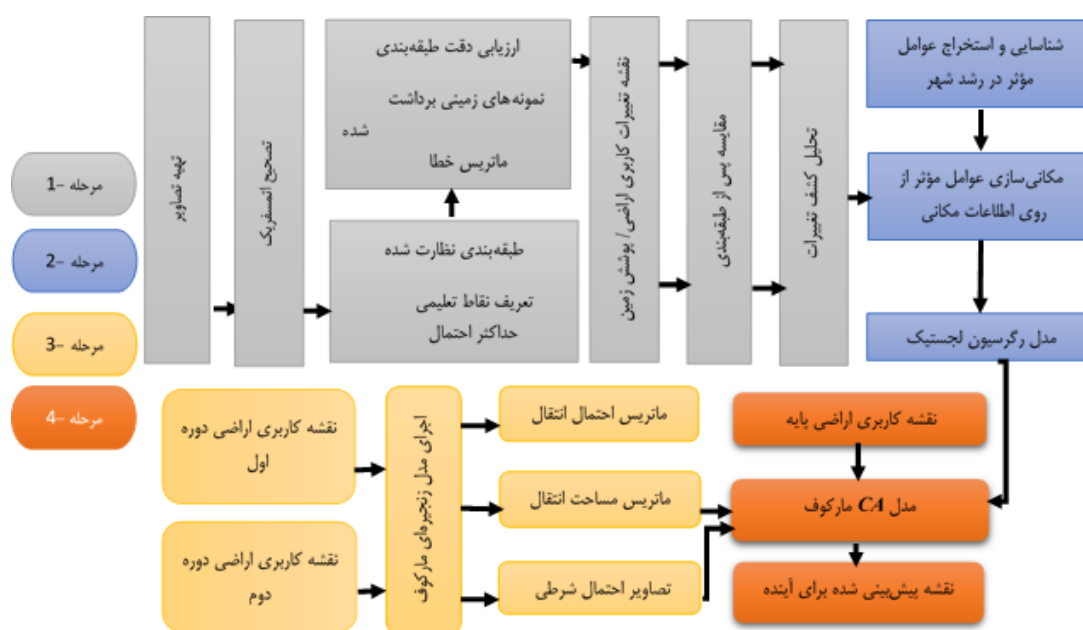 مرحله -1
مرحله -2
مرحله -3
مرحله -4
تهیه تصاویر
تصحیح اتمسفریک
ارزیابی دقت طبقه‌بندی
نمونه‌های زمینی برداشت
شده
ماتریس خطا
طبقه‌بندی نظارت شده
تعریف نقاط تعلیمی
حداکثر احتمال
نقشه تغییرات کاربری اراضی/ پوشش زمین
مقایسه پس از طبقه‌بندی
تحلیل کشف تغییرات
شناسایی و استخراج عوامل
مؤثر در رشد شهر
مکانی‌سازی عوامل مؤثر از
روی اطلاعات مکانی
مدل رگرسیون لجستیک
نقشه کاربری اراضی دوره
اول
نقشه کاربری اراضی دوره
دوم
اجرای مدل زنجیره‌ای مارکوف
ماتریس احتمال انتقال
ماتریس مساحت انتقال
تصاویر احتمال شرطی
نقشه کاربری اراضی پایه
مدل CA مارکوف
نقشه پیش‌بینی شده برای آینده